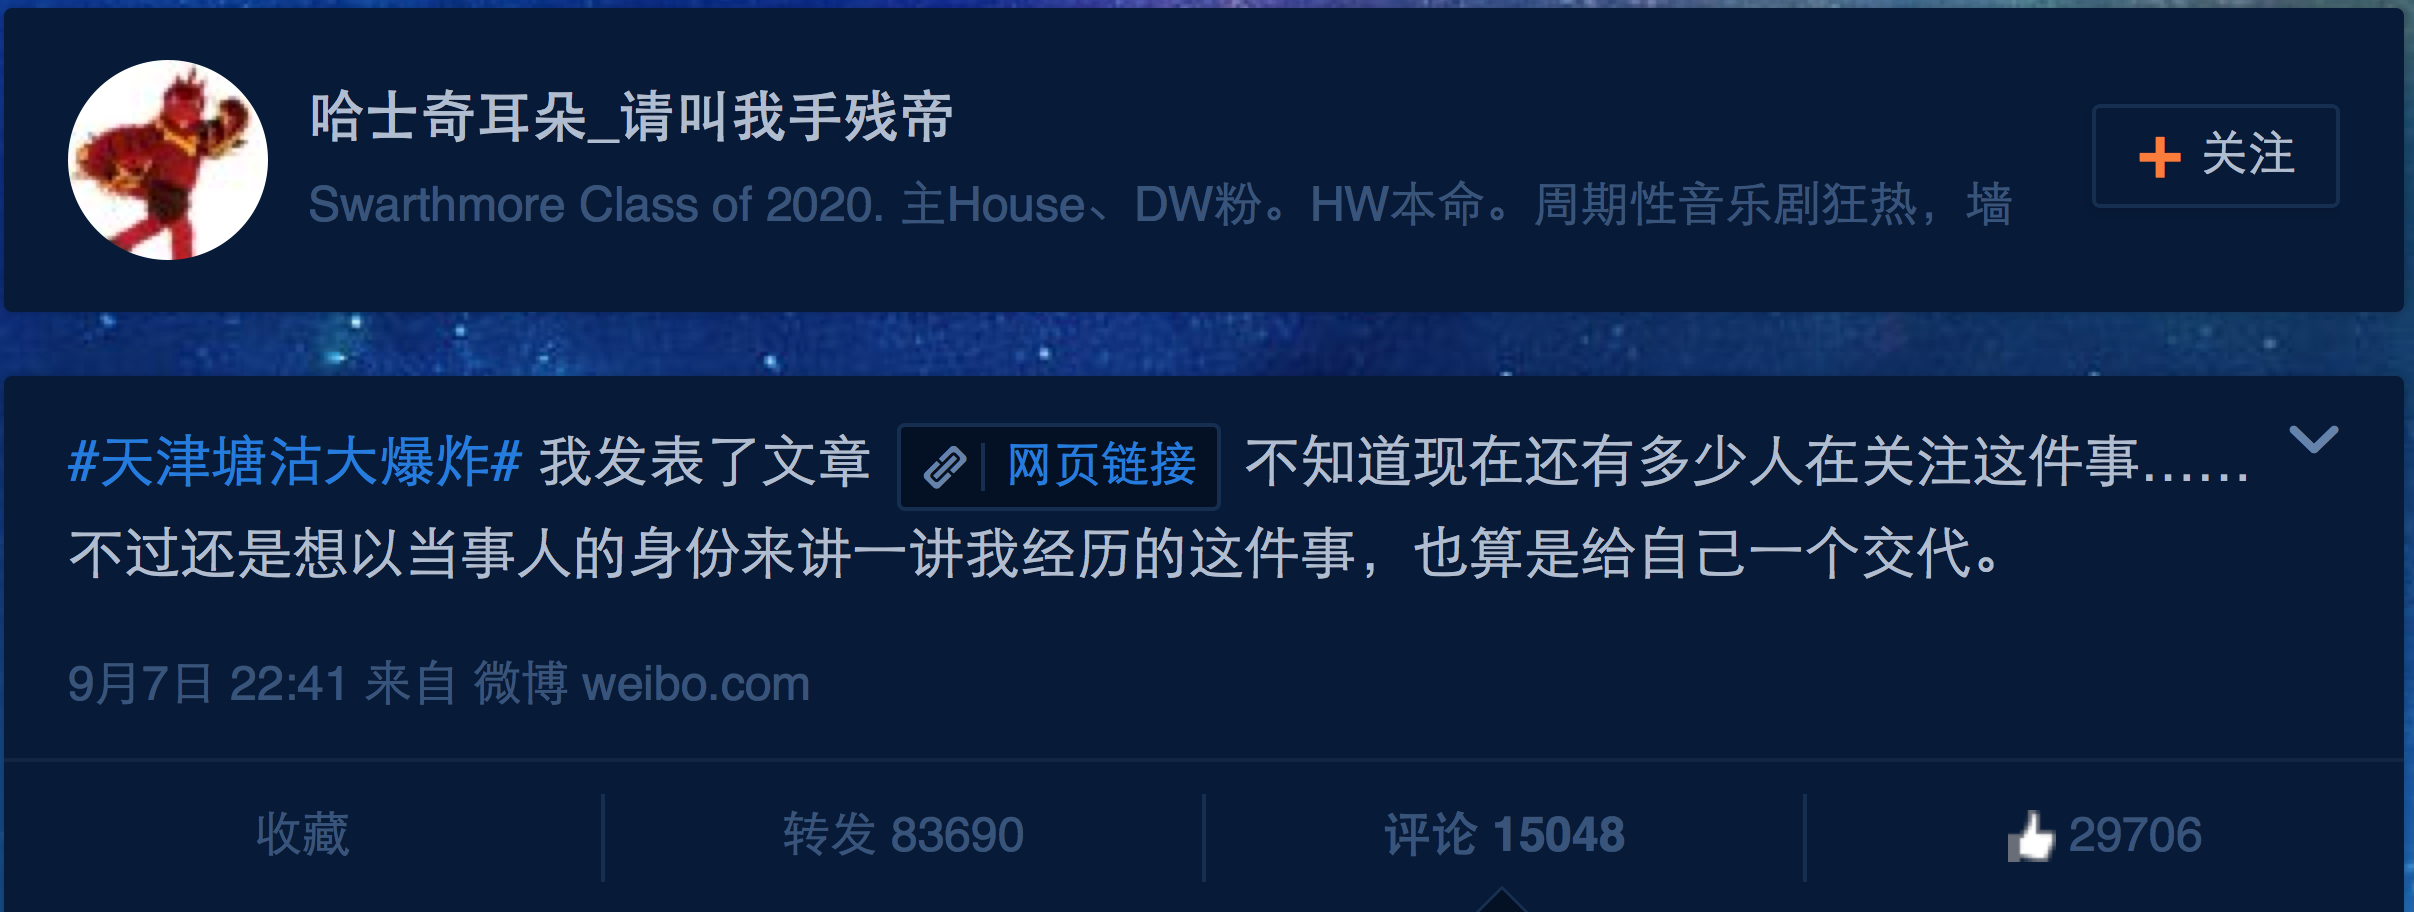 哈士奇耳朵_请叫我手残帝
Swarthmore Class of 2020. 主House、DW粉。HW本命。周期性音乐剧狂热，墙
关注
#天津塘沽大爆炸# 我发表了文章 网页链接 不知道现在还有多少人在关注这件事……
不过还是想以当事人的身份来讲一讲我经历的这件事，也算是给自己一个交代。
9月7日 22:41 来自 微博 weibo.com
收藏 转发 83690 评论 15048 29706